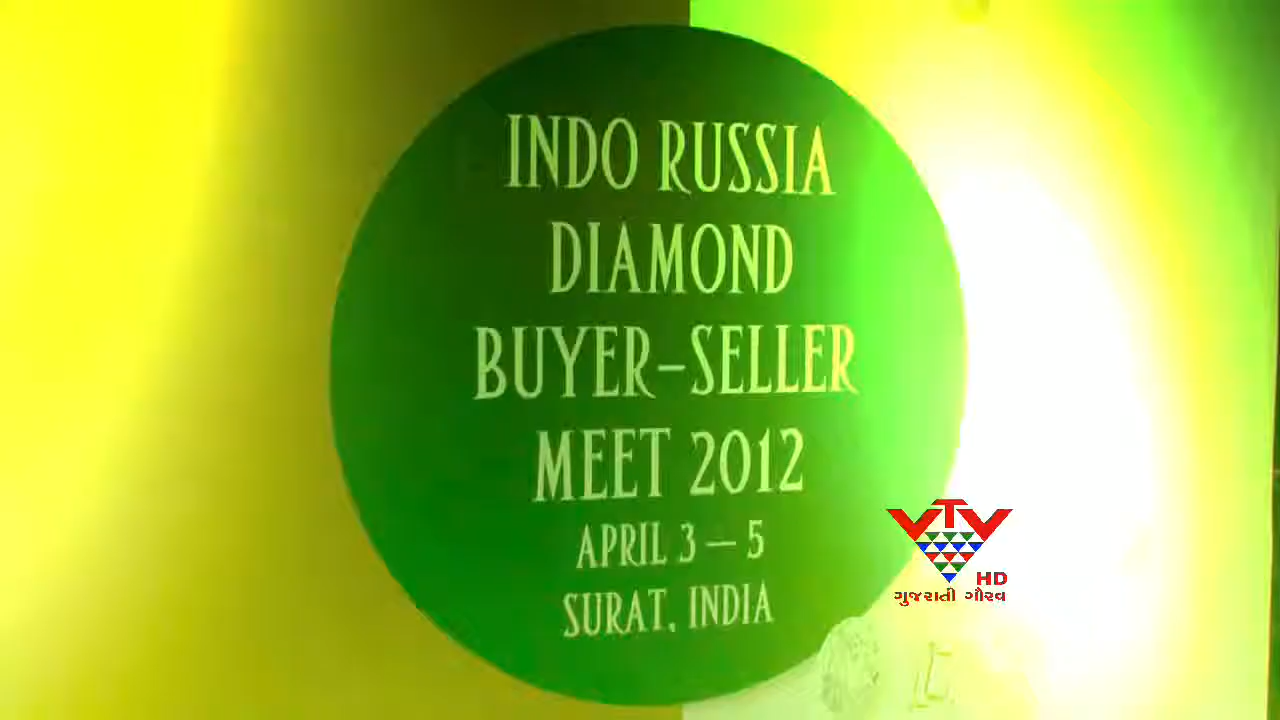 INDO RUSSIA
DIAMOND
BUYER-SELLER
MEET 2012
APRIL 3 – 5
SURAT, INDIA
VTV
HD
ગુજરાતી ગૌરવ